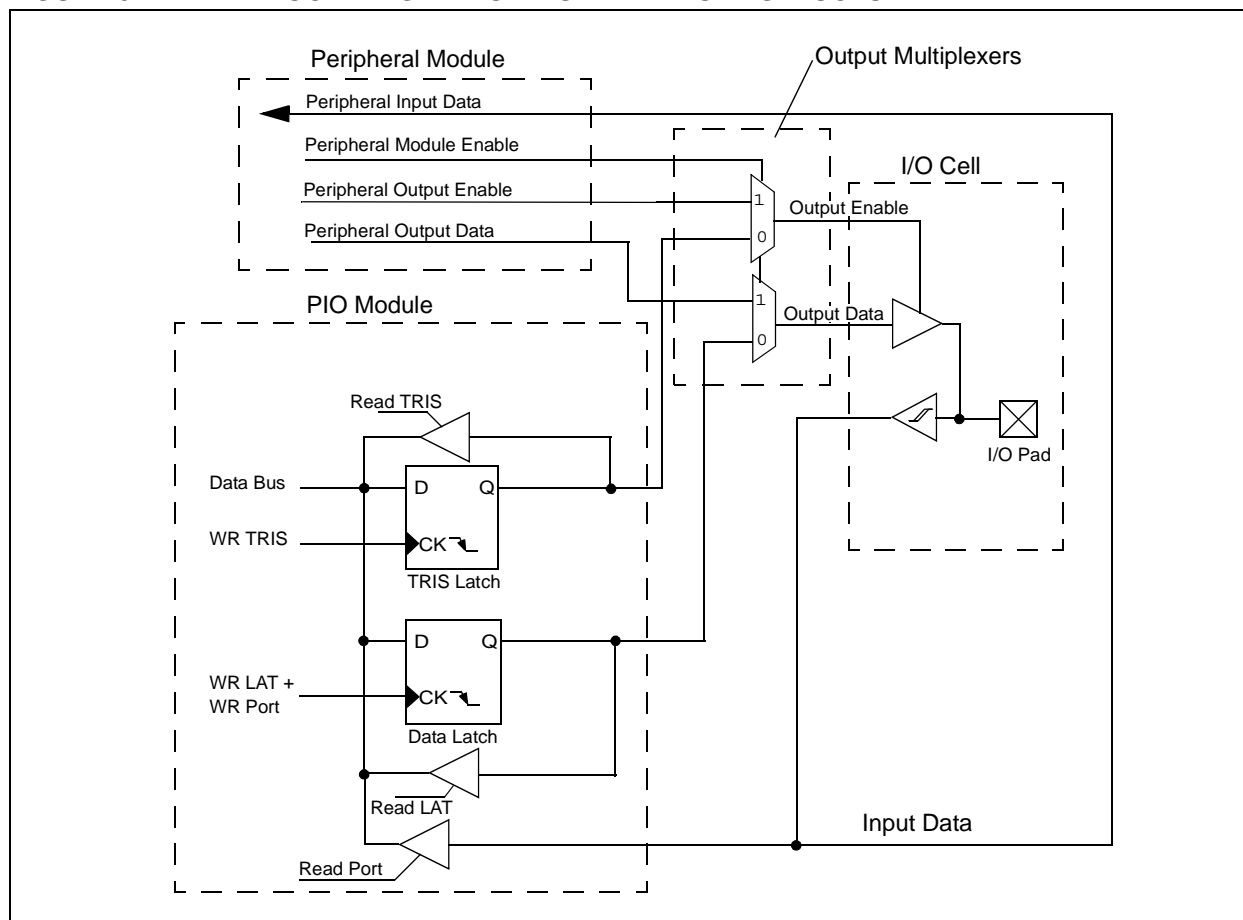 Peripheral Module
Output Multiplexers
Peripheral Input Data
Peripheral Module Enable
I/O Cell
Peripheral Output Enable
1
Output Enable
Peripheral Output Data
0
PIO Module
1
Output Data
0
Read TRIS
I/O Pad
Data Bus
D Q
WR TRIS
CK
TRIS Latch
D Q
WR LAT +
WR Port
CK
Data Latch
Read LAT
Input Data
Read Port